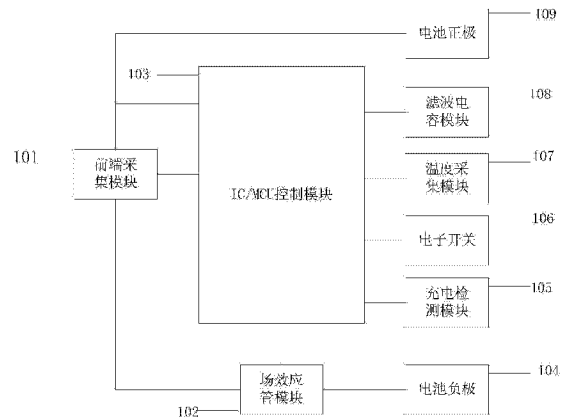 109
电池正极
103
108
滤波电
容模块
101
前端采
集模块
107
温度采
集模块
IC/MCU控制模块
106
电子开关
105
充电检
测模块
场效应
管模块
104
电池负极
102